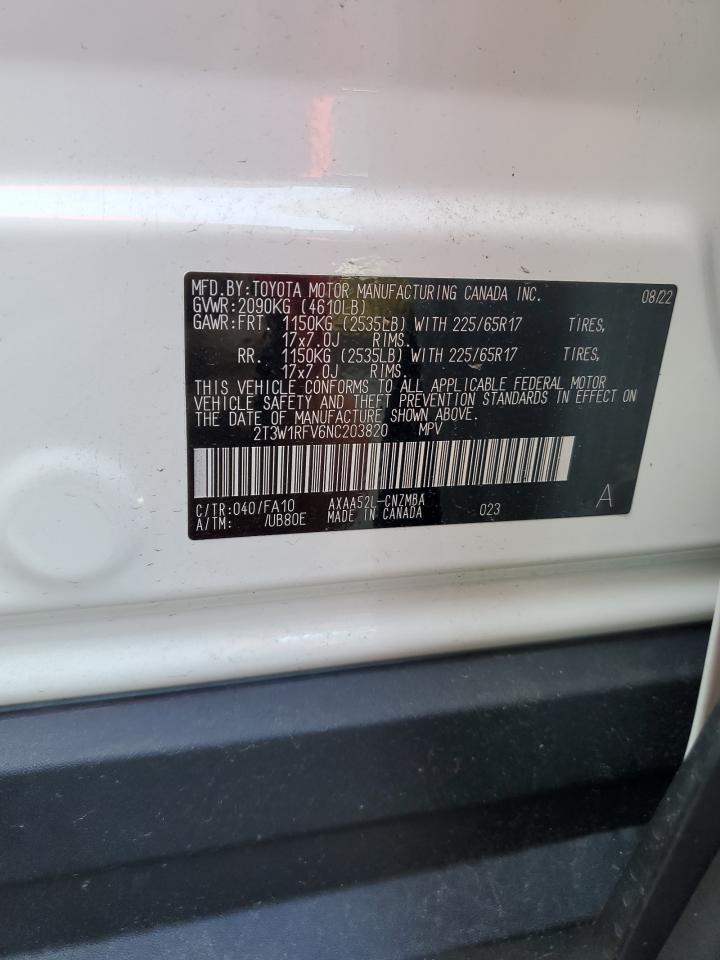 MFD.BY:TOYOTA MOTOR MANUFACTURING CANADA INC. 08/22
GVWR:2090KG (4610LB)
GAWR:FRT. 1150KG (2535LB) WITH 225/65R17 TIRES,
17x7.0J RIMS.
RR. 1150KG (2535LB) WITH 225/65R17 TIRES,
17x7.0J RIMS.
THIS VEHICLE CONFORMS TO ALL APPLICABLE FEDERAL MOTOR
VEHICLE SAFETY AND THEFT PREVENTION STANDARDS IN EFFECT ON
THE DATE OF MANUFACTURE SHOWN ABOVE.
2T3W1RFV6NC203820 MPV
C/TR:040/FA10 AXAA52L-CNZMBA 023 A
A/TM: /UB80E MADE IN CANADA